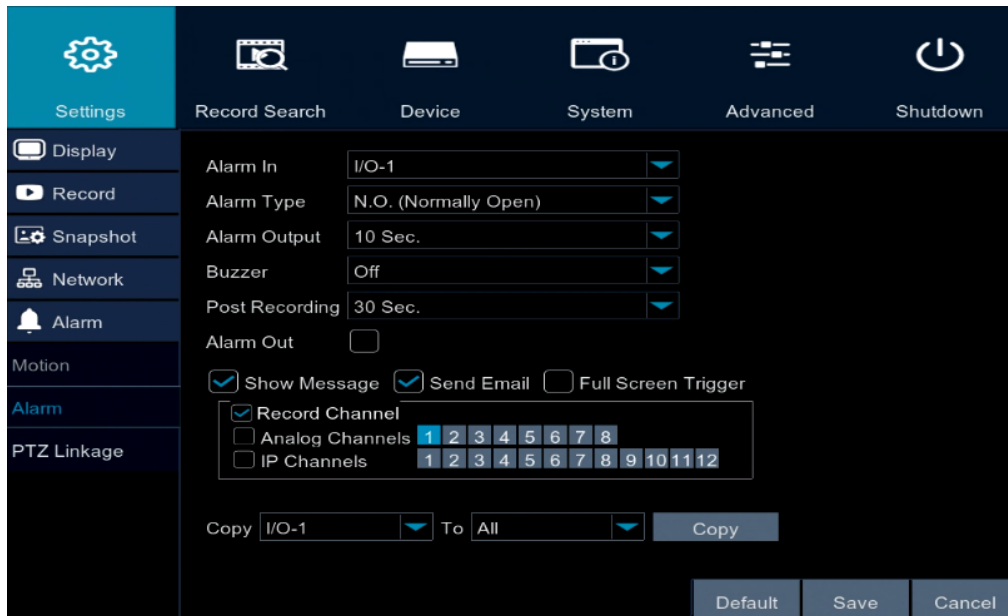 Settings Record Search Device System Advanced Shutdown
Display
Record
Snapshot
Network
Alarm
Motion
Alarm
PTZ Linkage
Alarm In I/O-1
Alarm Type N.O. (Normally Open)
Alarm Output 10 Sec.
Buzzer Off
Post Recording 30 Sec.
Alarm Out
Show Message Send Email Full Screen Trigger
Record Channel
Analog Channels 1 2 3 4 5 6 7 8
IP Channels 1 2 3 4 5 6 7 8 9 10 11 12
Copy I/O-1 To All Copy
Default Save Cancel